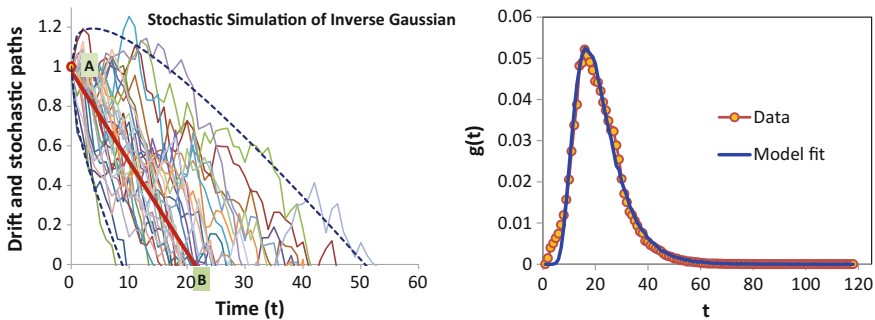 Stochastic Simulation of Inverse Gaussian
Drift and stochastic paths
1.2
1
0.8
0.6
0.4
0.2
0
A
B
0 10 20 30 40 50 60
Time (t)
g(t)
0.06
0.05
0.04
0.03
0.02
0.01
0
Data
Model fit
0 20 40 60 80 100 120
t